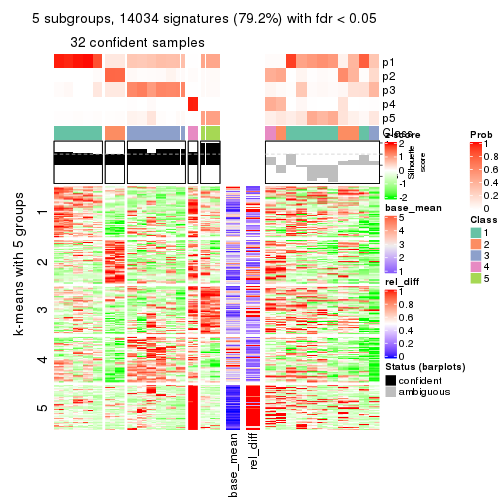 5 subgroups, 14034 signatures (79.2%) with fdr < 0.05
32 confident samples
p1
p2
p3
p4
p5
Class
Silhouette
score
k-means with 5 groups
1
2
3
4
5
base_mean
rel_diff
z-score
2
1
0
-1
-2
base_mean
5
4
3
2
1
rel_diff
1
0.8
0.6
0.4
0.2
0
Status (barplots)
confident
ambiguous
Prob
1
0.8
0.6
0.4
0.2
0
Class
1
2
3
4
5